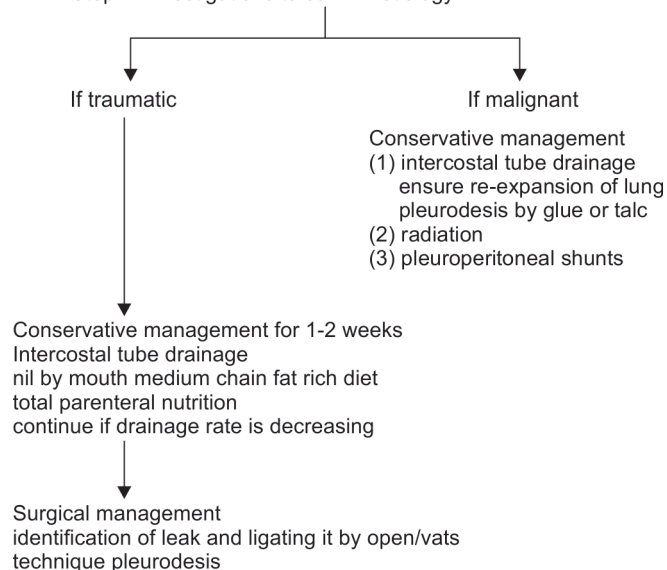 If traumatic
If malignant
Conservative management
(1) intercostal tube drainage
ensure re-expansion of lung
pleurodesis by glue or talc
(2) radiation
(3) pleuroperitoneal shunts
Conservative management for 1-2 weeks
Intercostal tube drainage
nil by mouth medium chain fat rich diet
total parenteral nutrition
continue if drainage rate is decreasing
Surgical management
identification of leak and ligating it by open/vats
technique pleurodesis